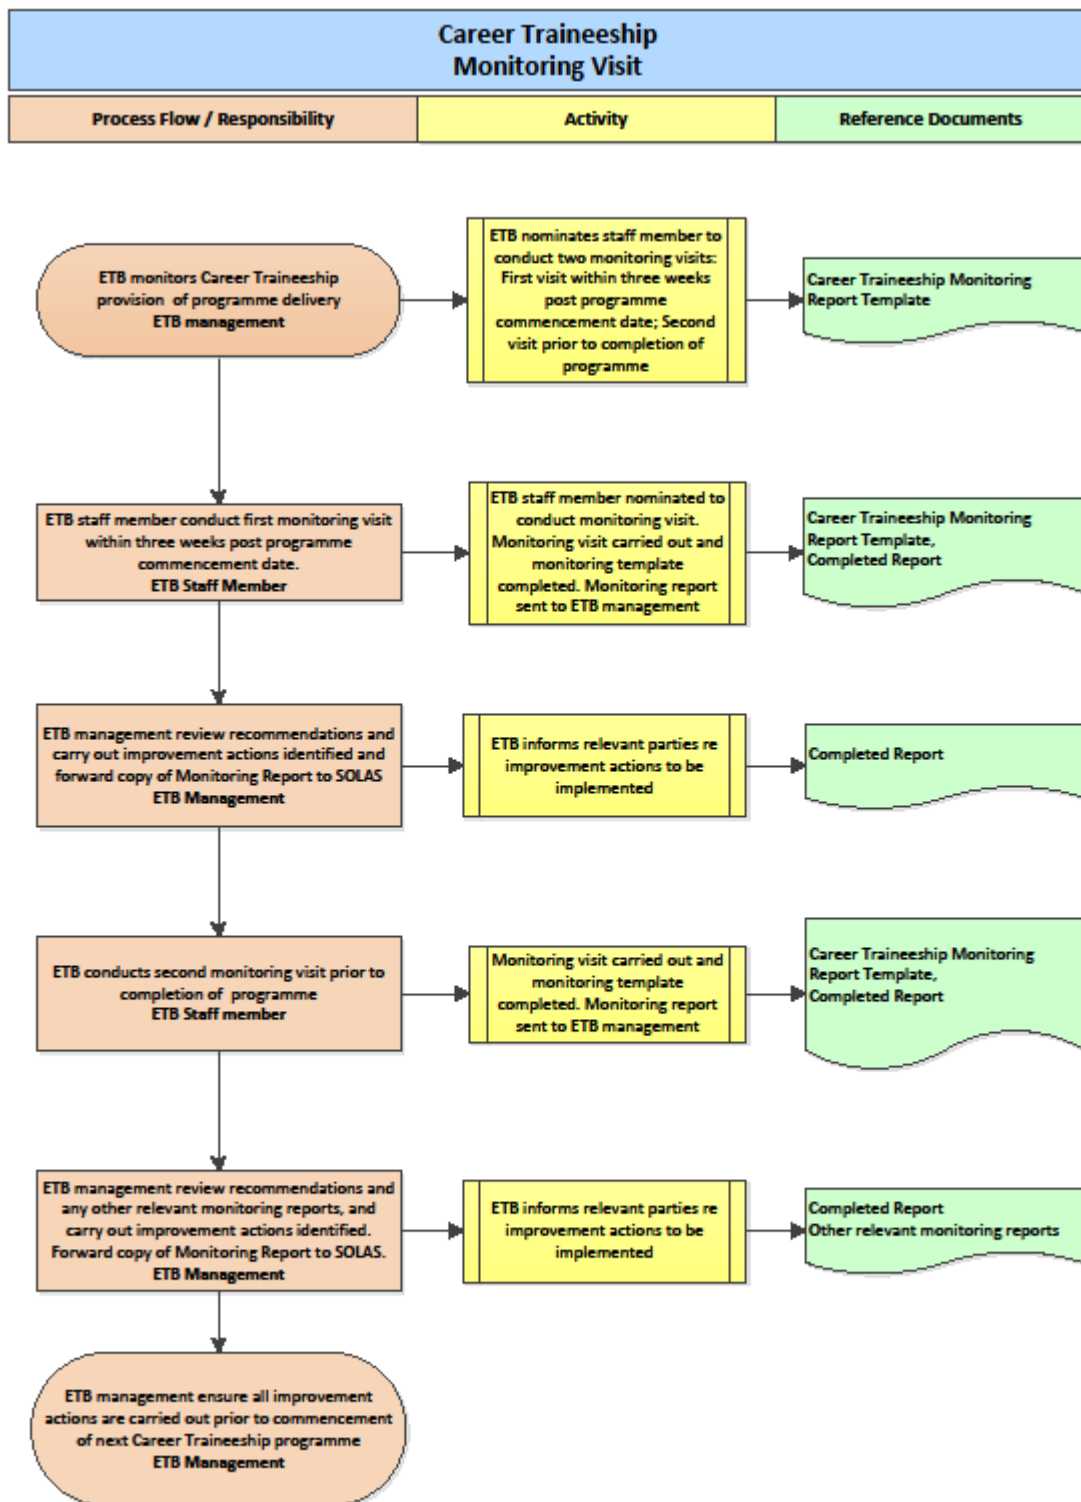 Career Traineeship
Monitoring Visit
Process Flow / Responsibility
Activity
Reference Documents
ETB monitors Career Traineeship
provision of programme delivery
ETB management
ETB nominates staff member to
conduct two monitoring visits:
First visit within three weeks
post programme
commencement date; Second
visit prior to completion of
programme
Career Traineeship Monitoring
Report Template
ETB staff member conduct first monitoring visit
within three weeks post programme
commencement date.
ETB Staff Member
ETB staff member nominated to
conduct monitoring visit.
Monitoring visit carried out and
monitoring template
completed. Monitoring report
sent to ETB management
Career Traineeship Monitoring
Report Template,
Completed Report
ETB management review recommendations and
carry out improvement actions identified and
forward copy of Monitoring Report to SOLAS
ETB Management
ETB informs relevant parties re
improvement actions to be
implemented
Completed Report
ETB conducts second monitoring visit prior to
completion of programme
ETB Staff member
Monitoring visit carried out and
monitoring template
completed. Monitoring report
sent to ETB management
Career Traineeship Monitoring
Report Template,
Completed Report
ETB management review recommendations and
any other relevant monitoring reports, and
carry out improvement actions identified.
Forward copy of Monitoring Report to SOLAS.
ETB Management
ETB informs relevant parties re
improvement actions to be
implemented
Completed Report
Other relevant monitoring reports
ETB management ensure all improvement
actions are carried out prior to commencement
of next Career Traineeship programme
ETB Management